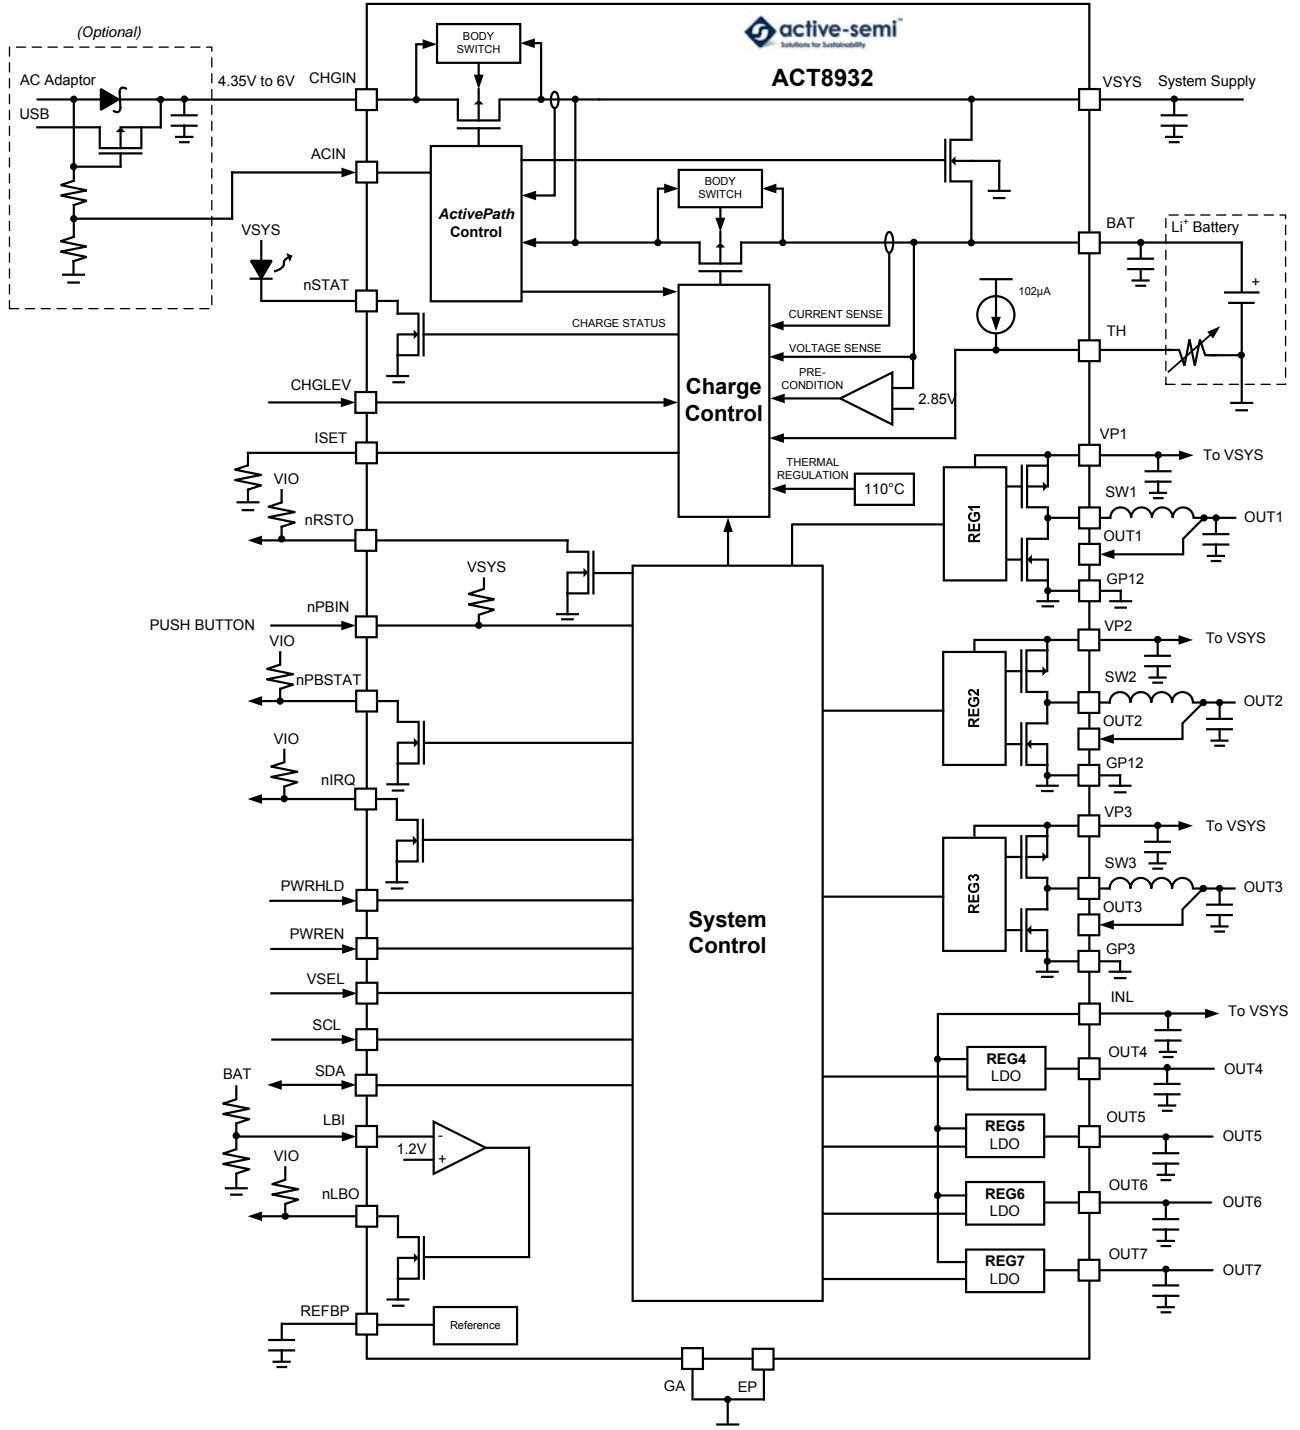 active-semi™
Solutions for Sustainability
ACT8932
(Optional)
AC Adaptor
USB
4.35V to 6V
CHGIN
BODY
SWITCH
VSYS
System Supply
ACIN
ActivePath
Control
BODY
SWITCH
BAT
Li+ Battery
+
VSYS
nSTAT
CHARGE STATUS
CURRENT SENSE
102µA
TH
VOLTAGE SENSE
PRE-
CONDITION
2.85V
CHGLEV
Charge
Control
ISET
THERMAL
REGULATION
110°C
VIO
nRSTO
VP1
To VSYS
REG1
SW1
OUT1
OUT1
GP12
VSYS
nPBIN
PUSH BUTTON
VIO
nPBSTAT
VP2
To VSYS
REG2
SW2
OUT2
OUT2
GP12
VIO
nIRQ
VP3
To VSYS
REG3
SW3
OUT3
OUT3
GP3
PWRHLD
PWREN
VSEL
SCL
SDA
System
Control
INL
To VSYS
REG4
LDO
OUT4
OUT4
BAT
LBI
1.2V
-
+
REG5
LDO
OUT5
OUT5
VIO
nLBO
REG6
LDO
OUT6
OUT6
REG7
LDO
OUT7
OUT7
REFBP
Reference
GA
EP